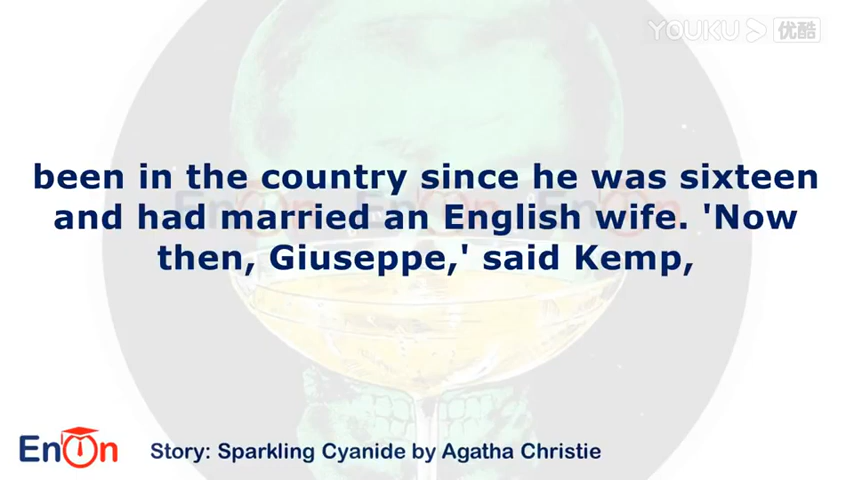 YOUKU 优酷
been in the country since he was sixteen
and had married an English wife. 'Now
then, Giuseppe,' said Kemp,
EnOn
Story: Sparkling Cyanide by Agatha Christie